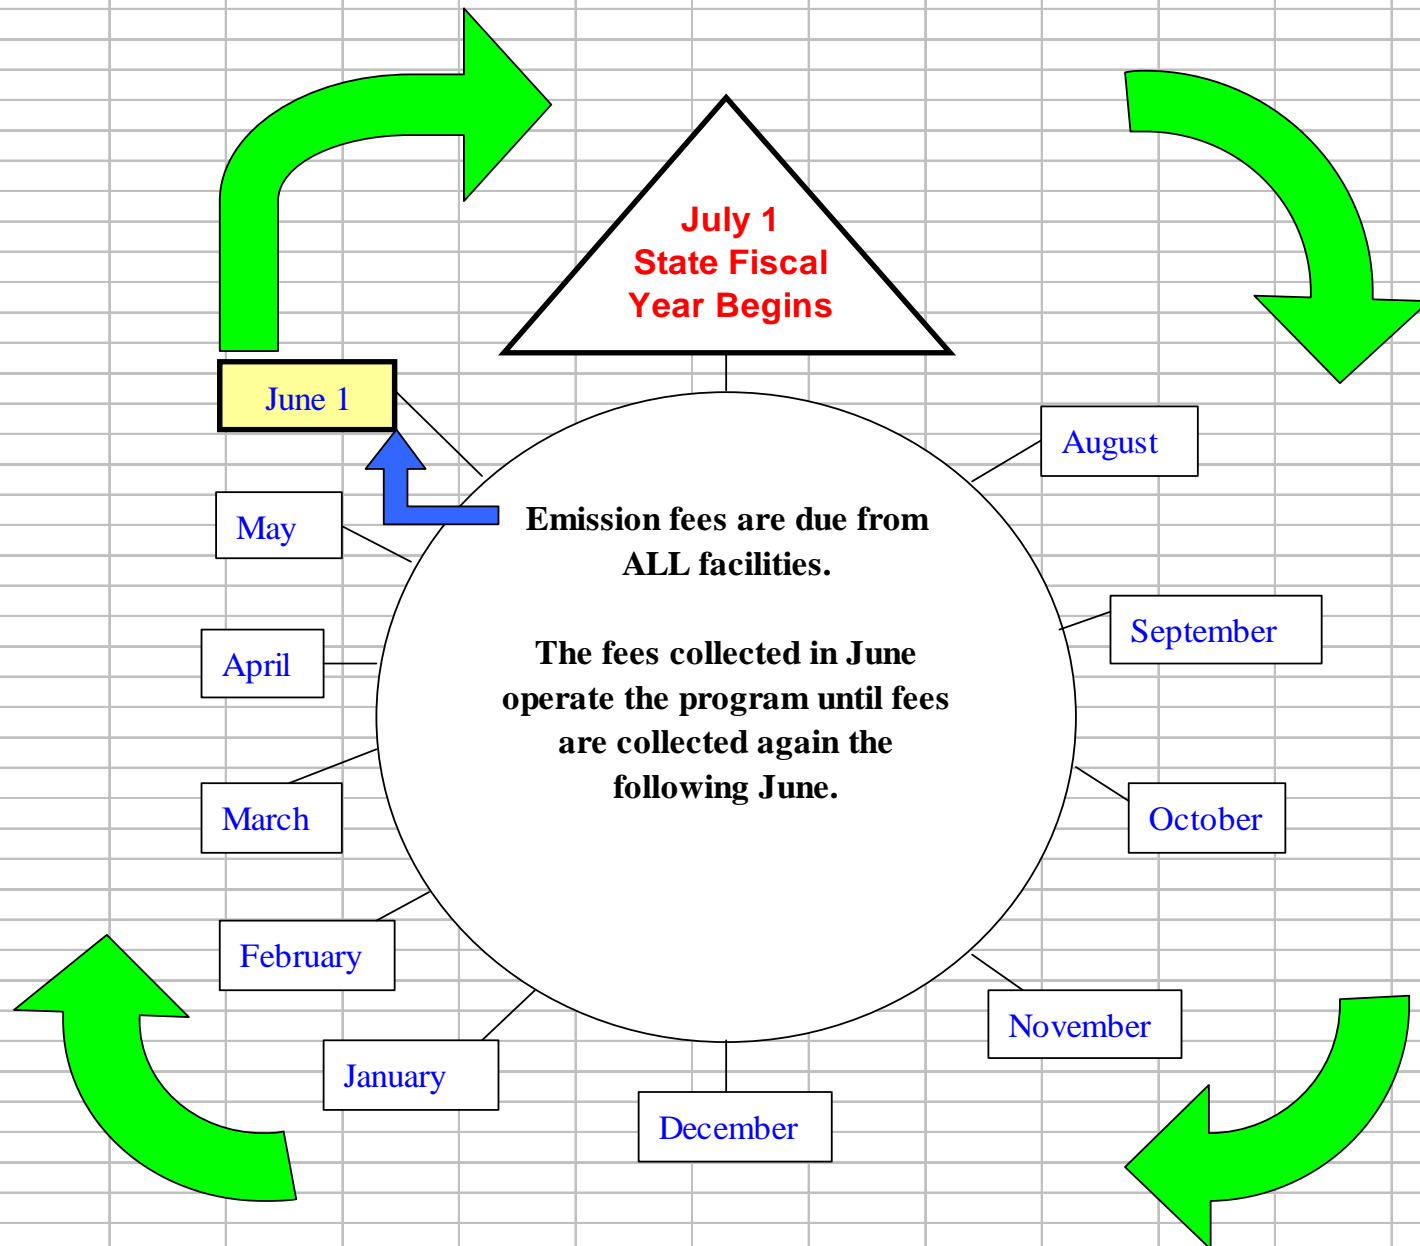 July 1
State Fiscal
Year Begins
June 1
August
May
Emission fees are due from
ALL facilities.
September
April
The fees collected in June
operate the program until fees
are collected again the
following June.
March
October
February
November
January
December